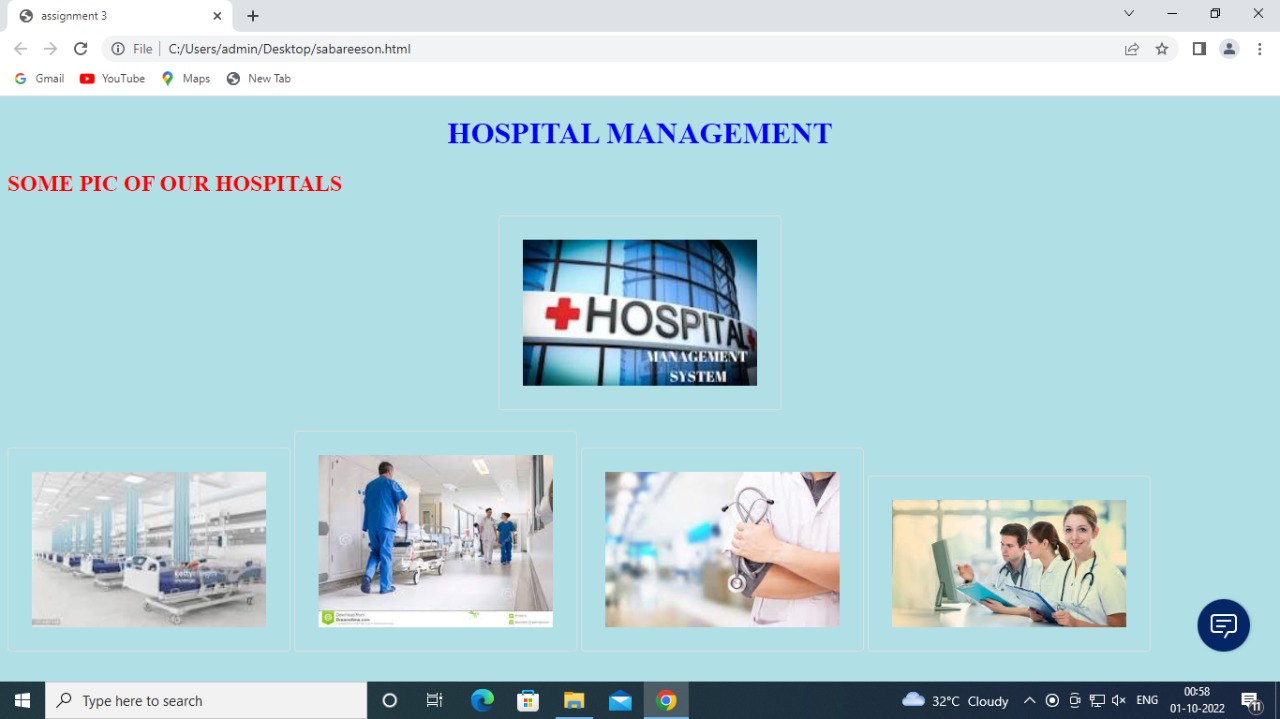 assignment 3
File
C:/Users/admin/Desktop/sabareeson.html
Gmail
YouTube
Maps
New Tab
HOSPITAL MANAGEMENT
SOME PIC OF OUR HOSPITALS
HOSPITAL
MANAGEMENT
SYSTEM
Type here to search
32°C Cloudy
ENG
00:58
01-10-2022
11